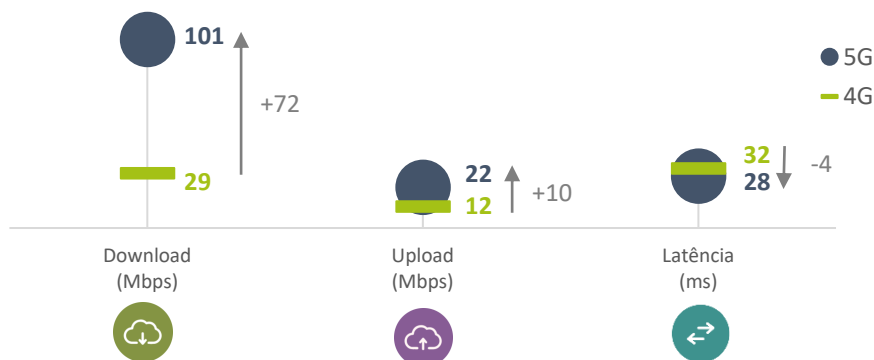 101
5G
4G
+72
29
22
12
+10
32
28
-4
Download
(Mbps)
Upload
(Mbps)
Latência
(ms)